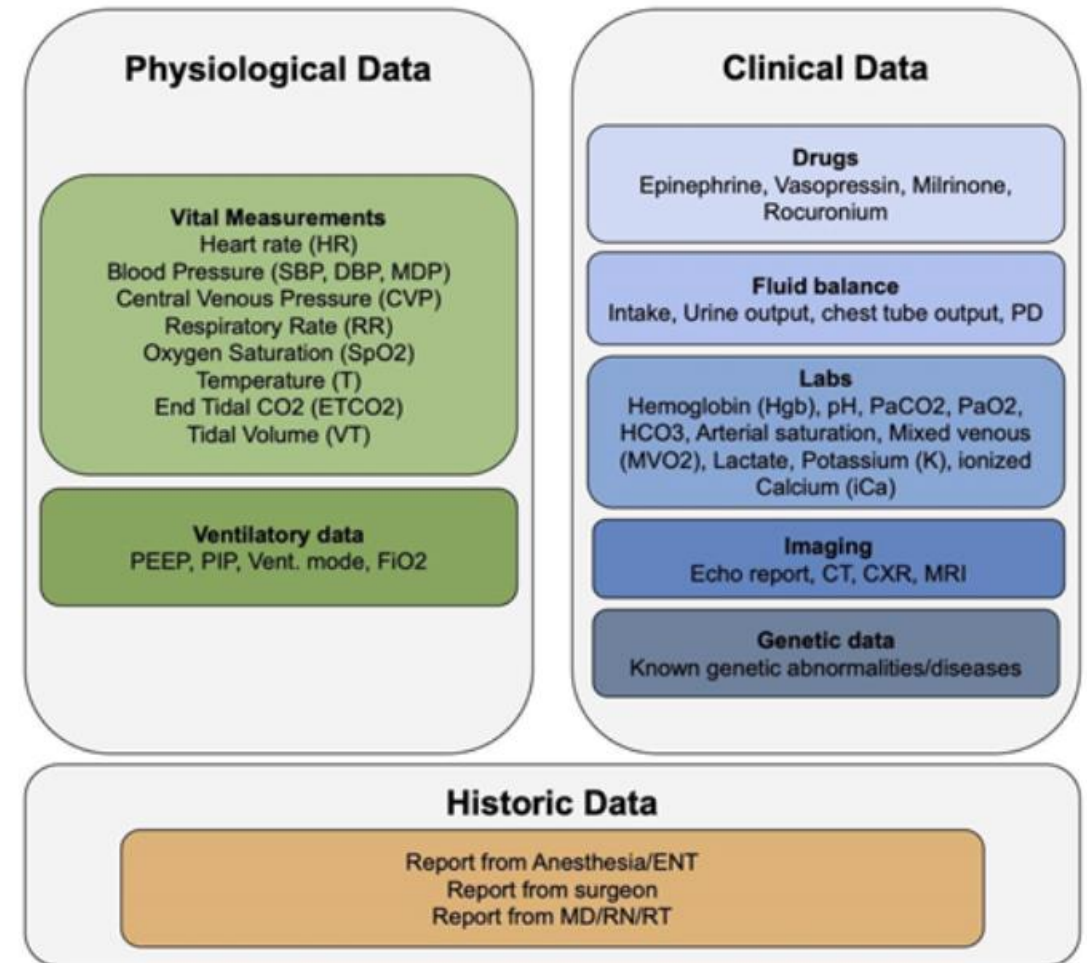 Physiological Data
Vital Measurements
Heart rate (HR)
Blood Pressure (SBP, DBP, MDP)
Central Venous Pressure (CVP)
Respiratory Rate (RR)
Oxygen Saturation (SpO2)
Temperature (T)
End Tidal CO2 (ETCO2)
Tidal Volume (VT)
Ventilatory data
PEEP, PIP, Vent. mode, FiO2
Clinical Data
Drugs
Epinephrine, Vasopressin, Milrinone,
Rocuronium
Fluid balance
Intake, Urine output, chest tube output, PD
Labs
Hemoglobin (Hgb), pH, PaCO2, PaO2,
HCO3, Arterial saturation, Mixed venous
(MVO2), Lactate, Potassium (K), ionized
Calcium (iCa)
Imaging
Echo report, CT, CXR, MRI
Genetic data
Known genetic abnormalities/diseases
Historic Data
Report from Anesthesia/ENT
Report from surgeon
Report from MD/RN/RT